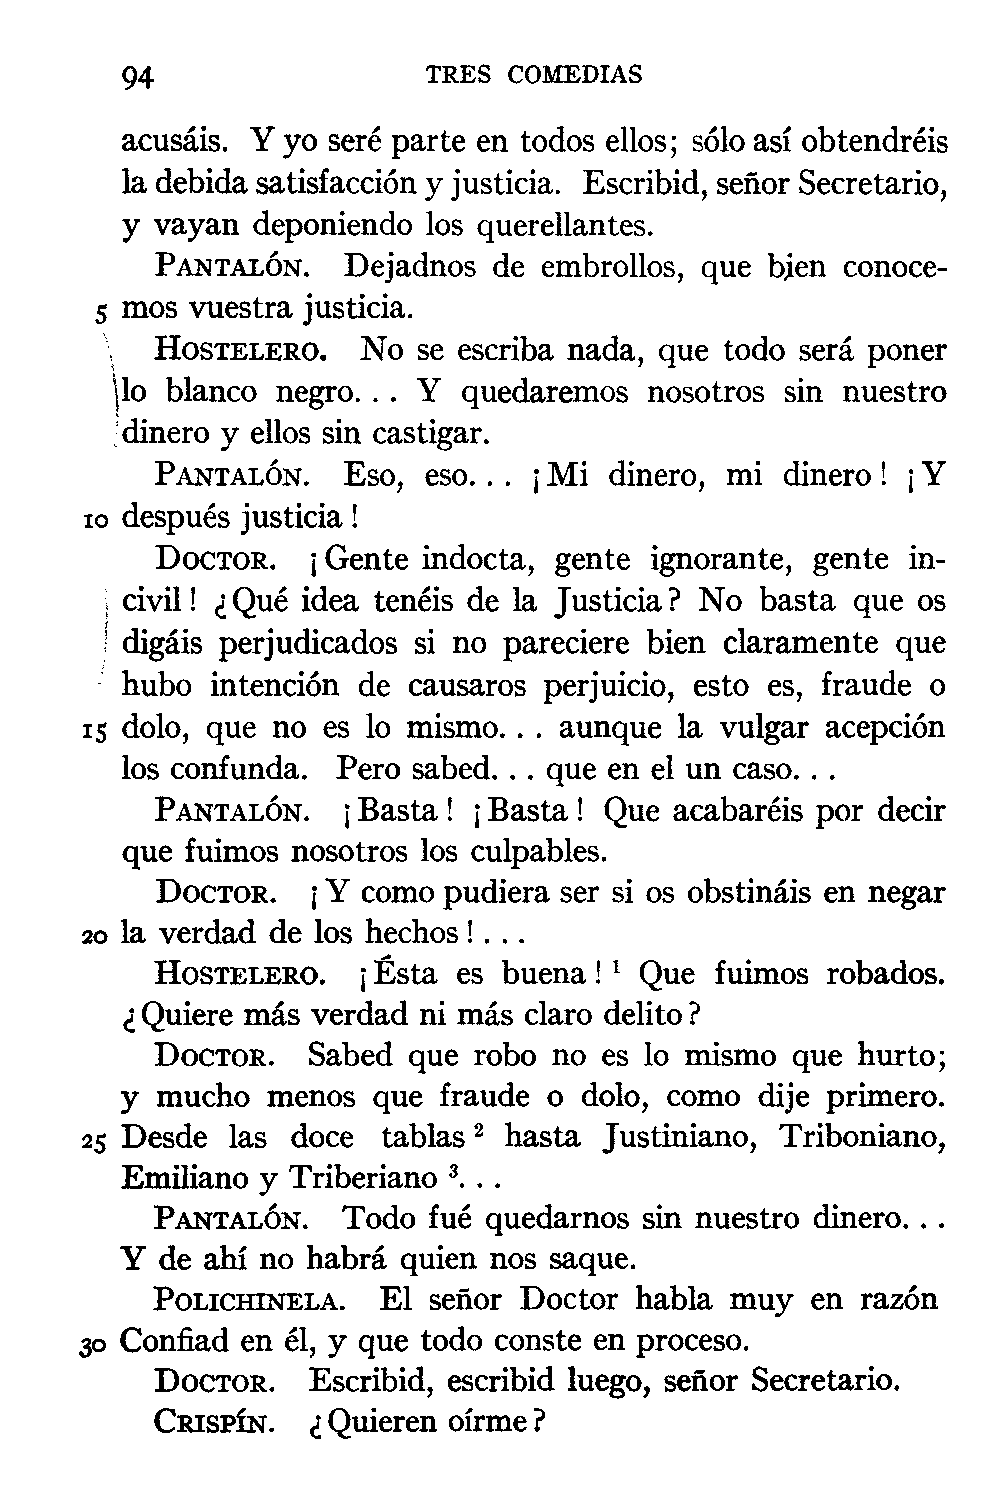 94 TRES COMEDIAS
acusáis. Y yo seré parte en todos ellos; sólo así obtendréis
la debida satisfacción y justicia. Escribid, señor Secretario,
y vayan deponiendo los querellantes.
PANTALÓN. Dejadnos de embrollos, que bien conoce-
5 mos vuestra justicia.
HOSTELERO. No se escriba nada, que todo será poner
lo blanco negro... Y quedaremos nosotros sin nuestro
dinero y ellos sin castigar.
PANTALÓN. Eso, eso... ¡Mi dinero, mi dinero! ¡Y
10 después justicia!
DOCTOR. ¡Gente indocta, gente ignorante, gente in-
civil! ¿Qué idea tenéis de la Justicia? No basta que os
digáis perjudicados si no pareciere bien claramente que
hubo intención de causaros perjuicio, esto es, fraude o
15 dolo, que no es lo mismo... aunque la vulgar acepción
los confunda. Pero sabed... que en el un caso...
PANTALÓN. ¡Basta! ¡Basta! Que acabaréis por decir
que fuimos nosotros los culpables.
DOCTOR. ¡Y como pudiera ser si os obstináis en negar
20 la verdad de los hechos!...
HOSTELERO. ¡Ésta es buena!¹ Que fuimos robados.
¿Quiere más verdad ni más claro delito?
DOCTOR. Sabed que robo no es lo mismo que hurto;
y mucho menos que fraude o dolo, como dije primero.
25 Desde las doce tablas² hasta Justiniano, Triboniano,
Emiliano y Triberiano³...
PANTALÓN. Todo fué quedarnos sin nuestro dinero...
Y de ahí no habrá quien nos saque.
POLICHINELA. El señor Doctor habla muy en razón
30 Confiad en él, y que todo conste en proceso.
DOCTOR. Escribid, escribid luego, señor Secretario.
CRISPÍN. ¿Quieren oírme?